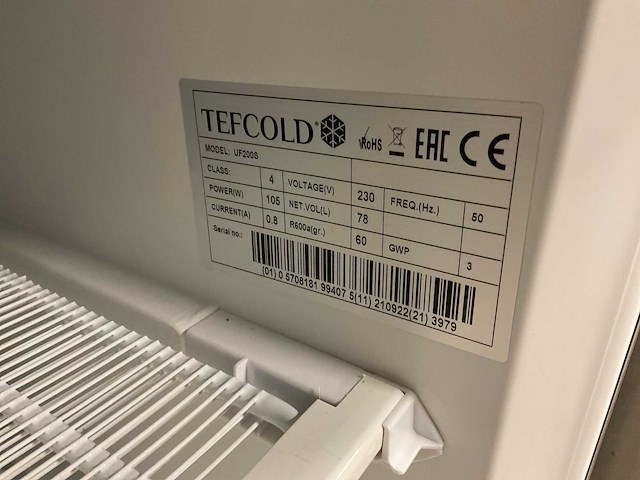 TEFCOLD® RoHS EAC CE
MODEL: UF200S
CLASS: 4 VOLTAGE(V) 230 FREQ.(Hz.) 50
POWER(W) 105 NET.VOL(L) 78
CURRENT(A) 0.8 R600a(gr.) 60 GWP 3
Serial no.:
(01) 0 5708181 99407 5(11) 210922(21) 3979